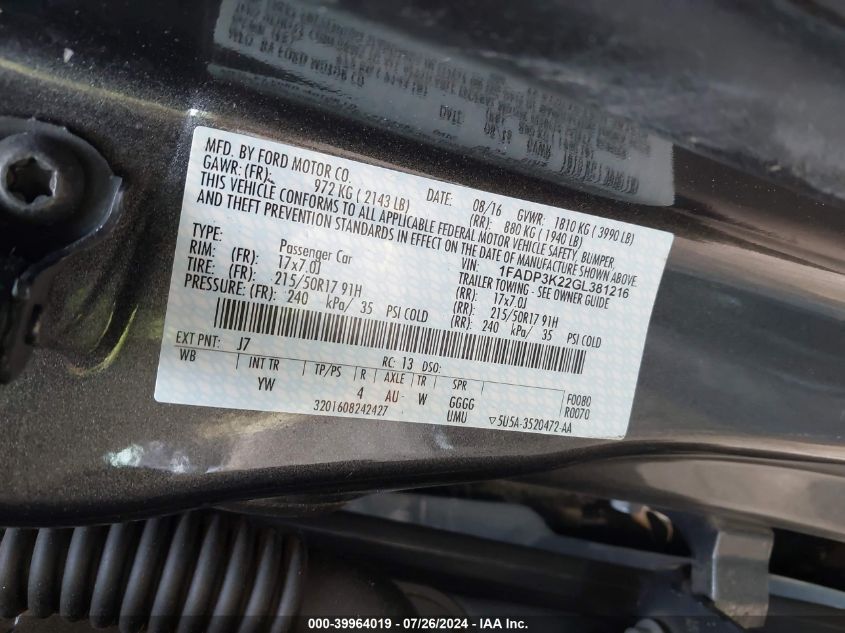 MFD. BY FORD MOTOR CO. DATE: 08/16 GVWR: 1810 KG ( 3990 LB)
GAWR: (FR): 972 KG ( 2143 LB) (RR): 880 KG ( 1940 LB)
THIS VEHICLE CONFORMS TO ALL APPLICABLE FEDERAL MOTOR VEHICLE SAFETY, BUMPER,
AND THEFT PREVENTION STANDARDS IN EFFECT ON THE DATE OF MANUFACTURE SHOWN ABOVE.
VIN: 1FADP3K22GL381216
TYPE: Passenger Car TRAILER TOWING - SEE OWNER GUIDE
RIM: (FR): 17x7.0J (RR): 17x7.0J
TIRE: (FR): 215/50R17 91H (RR): 215/50R17 91H
PRESSURE: (FR): 240 kPa/ 35 PSI COLD (RR): 240 kPa/ 35 PSI COLD
EXT PNT: J7 RC: 13 DSO: F0080
WB INT TR TP/PS R AXLE TR SPR R0070
YW 4 AU W GGGG
3201608242427 UMU ▽5U5A-3520472-AA
000-39964019 - 07/26/2024 - IAA Inc.